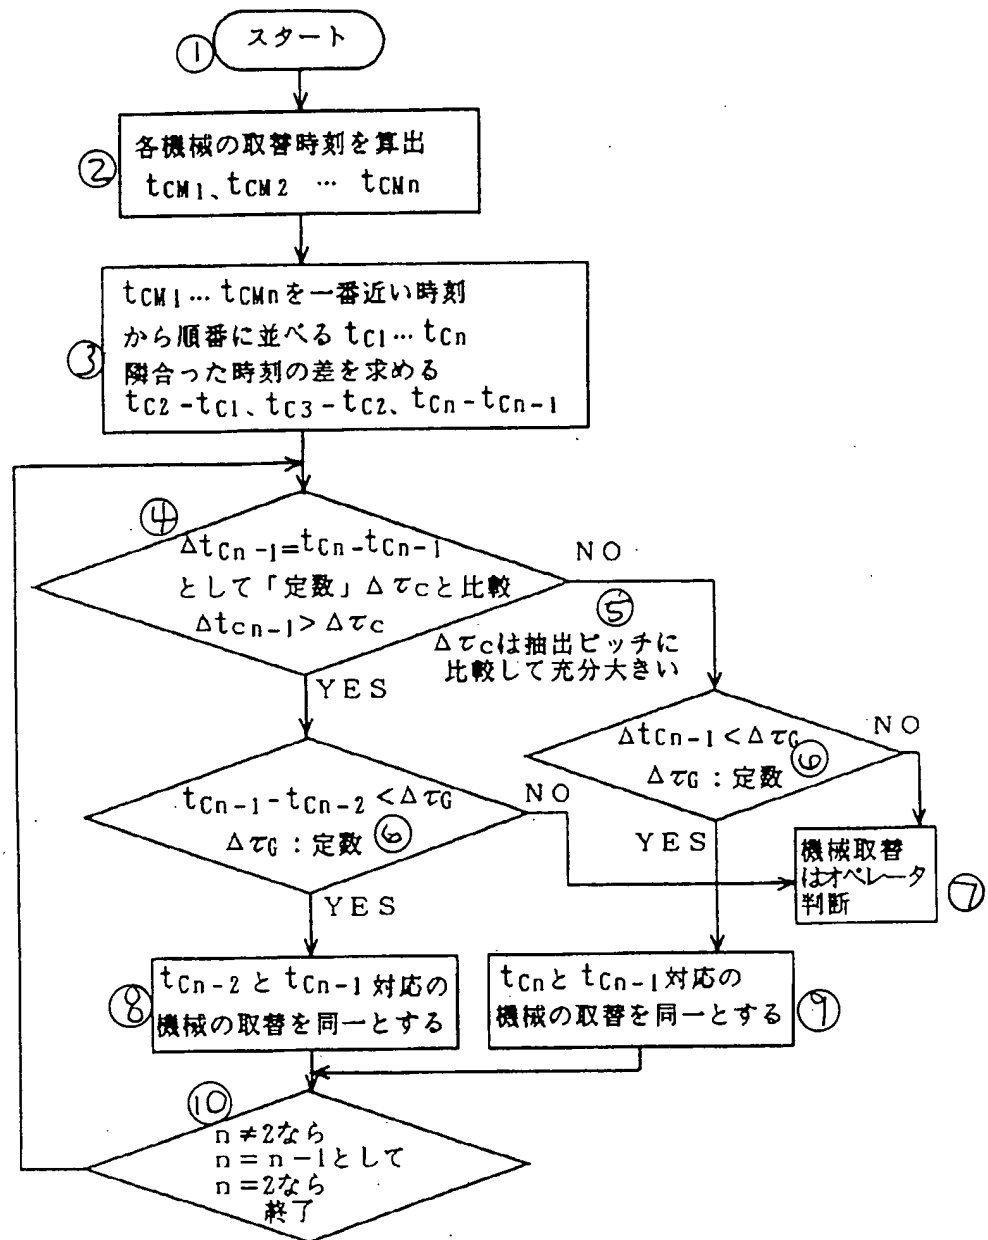 ① スタート
② 各機械の取替時刻を算出
tCM1、tCM2 … tCMn
tCM1… tCMnを一番近い時刻
から順番に並べる tC1… tCn
③ 隣合った時刻の差を求める
tC2-tC1、tC3-tC2、tCn-tCn-1
④
ΔtCn-1=tCn-tCn-1
として「定数」Δτcと比較
Δtcn-1>Δτc
NO
⑤
Δτcは抽出ピッチに
比較して充分大きい
YES
ΔtCn-1<ΔτG
ΔτG:定数 ⑥
NO
tCn-1-tCn-2<ΔτG
ΔτG:定数 ⑥
NO
YES
機械取替
はオペレータ
判断
⑦
YES
⑧ tCn-2とtCn-1対応の
機械の取替を同一とする
tCnとtCn-1対応の
機械の取替を同一とする ⑨
⑩
n≠2なら
n=n-1として
n=2なら
終了